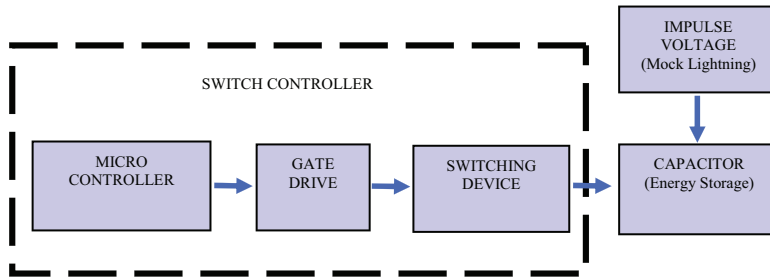 IMPULSE
VOLTAGE
(Mock Lightning)
SWITCH CONTROLLER
MICRO
CONTROLLER
GATE
DRIVE
SWITCHING
DEVICE
CAPACITOR
(Energy Storage)